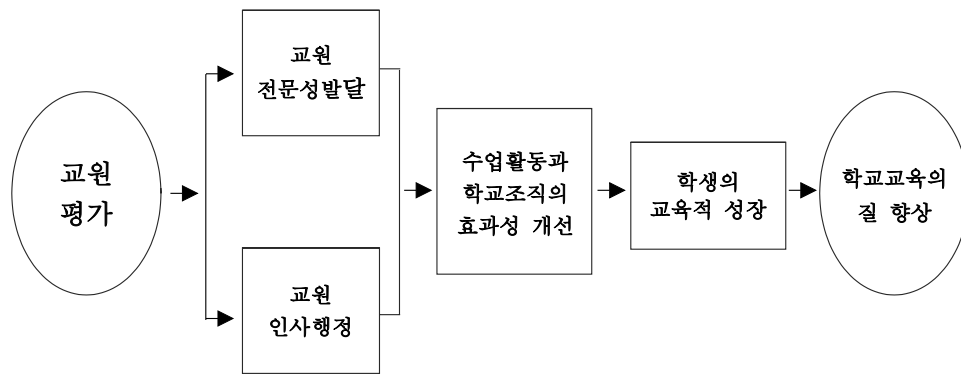 교원
평가
교원
전문성발달
교원
인사행정
수업활동과
학교조직의
효과성 개선
학생의
교육적 성장
학교교육의
질 향상